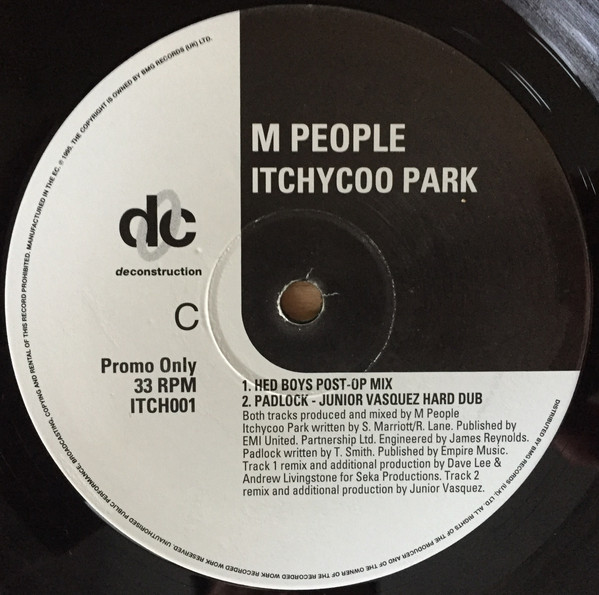 M PEOPLE
ITCHYCOO PARK
dc
deconstruction
C
Promo Only
33 RPM
ITCH001
1. HED BOYS POST-OP MIX
2. PADLOCK - JUNIOR VASQUEZ HARD DUB
Both tracks produced and mixed by M People
Itchycoo Park written by S. Marriott/R. Lane. Published by
EMI United. Partnership Ltd. Engineered by James Reynolds.
Padlock written by T. Smith. Published by Empire Music.
Track 1 remix and additional production by Dave Lee &
Andrew Livingstone for Seka Productions. Track 2
remix and additional production by Junior Vasquez.
DISTRIBUTED BY BMG RECORDS (U.K) LTD. ALL OF THE RIGHTS OF THE PRODUCER AND OF THE OWNER OF THE RECORDED WORK RESERVED. UNAUTHORISED PUBLIC PERFORMANCE, BROADCASTING, COPYING AND RENTAL OF THIS RECORD PROHIBITED. MANUFACTURED IN THE EC. ℗ 1995. THE COPYRIGHT IS OWNED BY BMG RECORDS (UK) LTD.